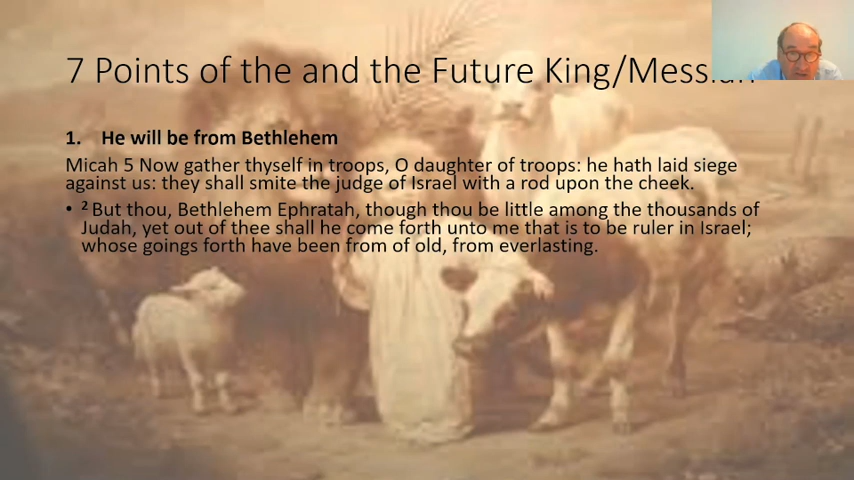 7 Points of the and the Future King/Messiah
1. He will be from Bethlehem
Micah 5 Now gather thyself in troops, O daughter of troops: he hath laid siege
against us: they shall smite the judge of Israel with a rod upon the cheek.
• 2 But thou, Bethlehem Ephratah, though thou be little among the thousands of
Judah, yet out of thee shall he come forth unto me that is to be ruler in Israel;
whose goings forth have been from of old, from everlasting.